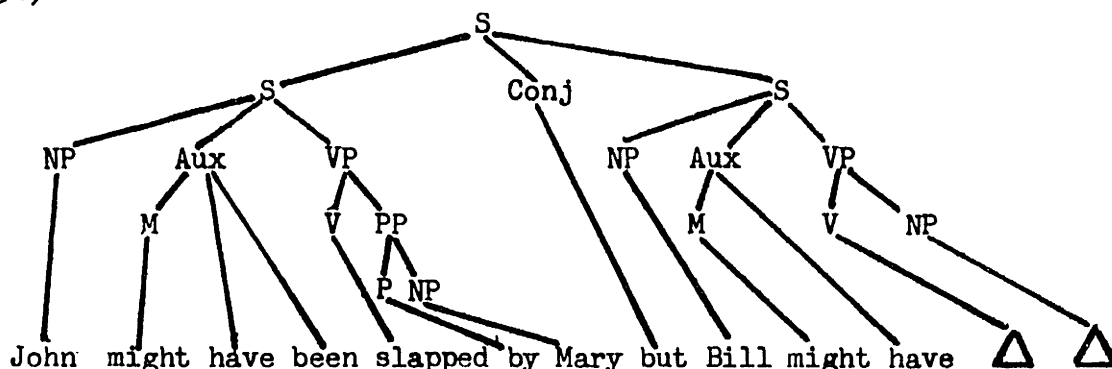 S
S Conj S
NP Aux VP NP Aux VP
M V PP M V NP
P NP
John might have been slapped by Mary but Bill might have Δ Δ